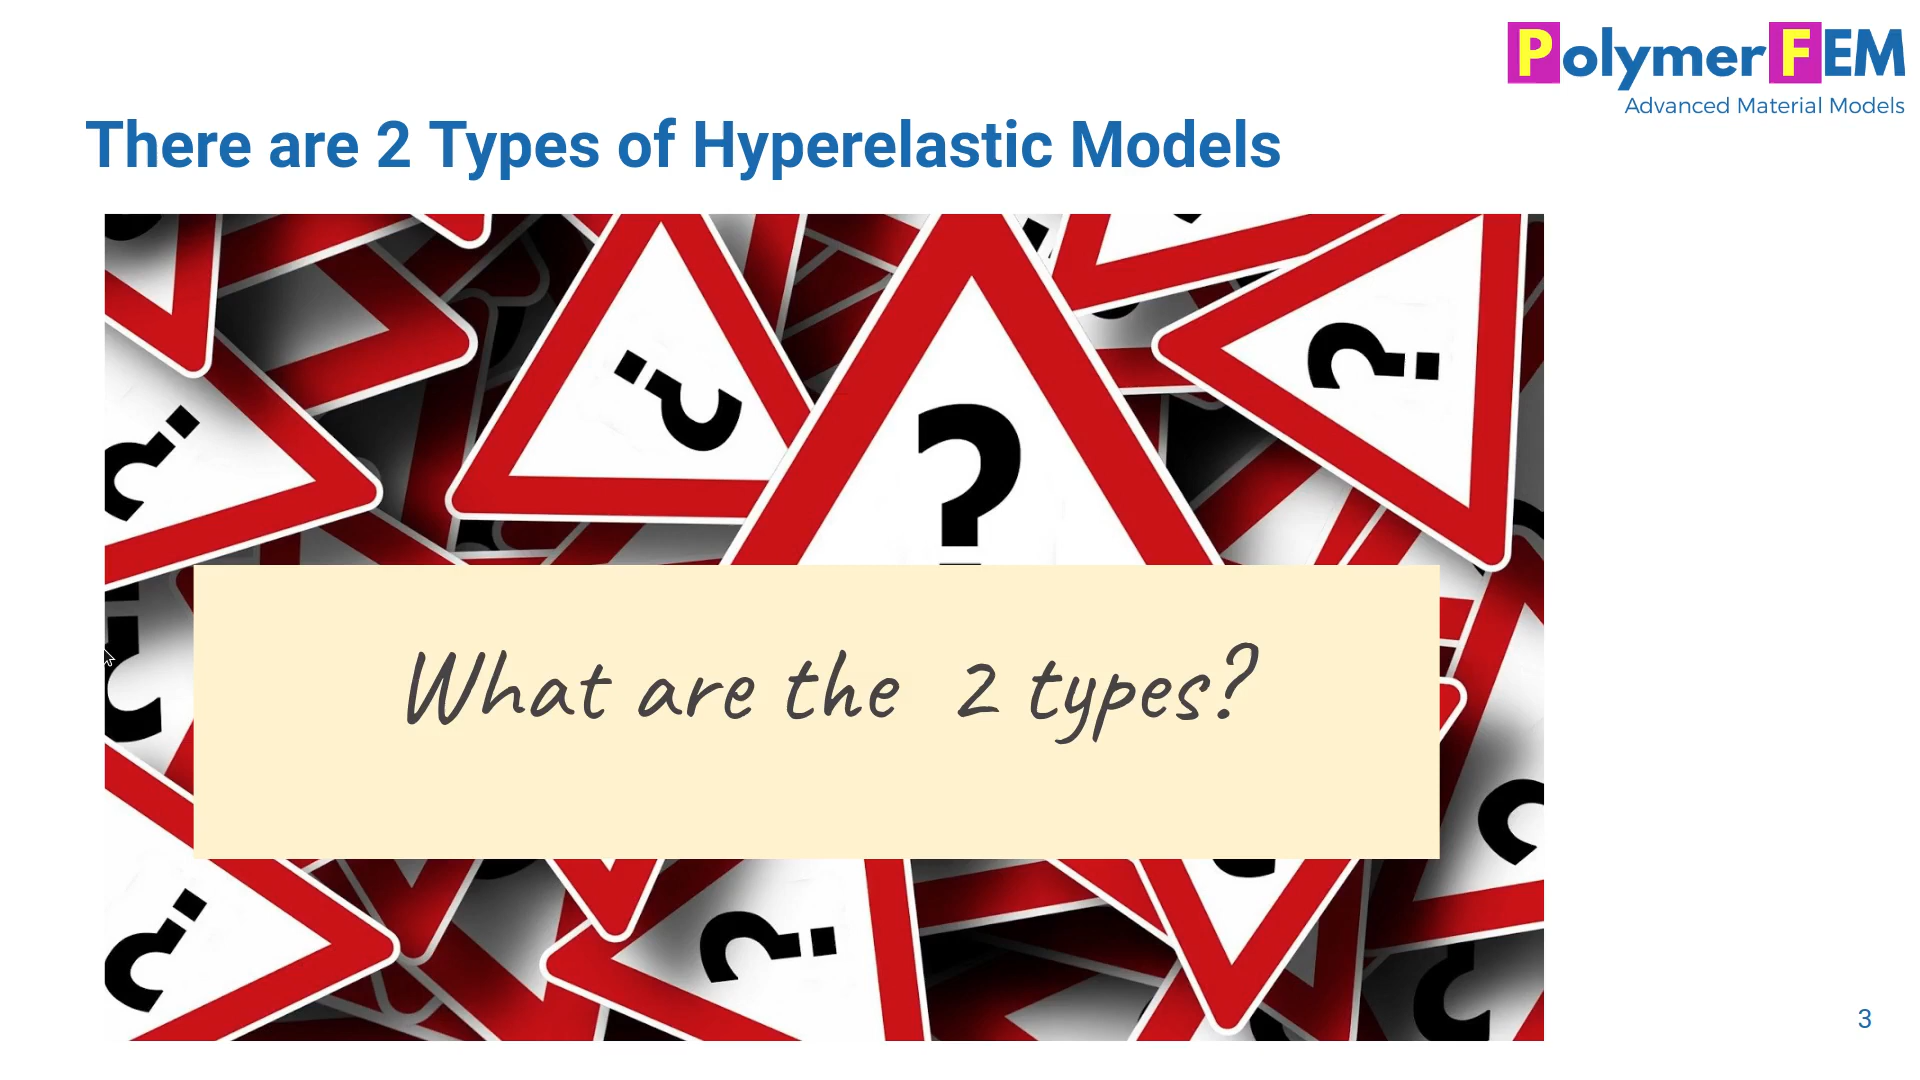 PolymerFEM
Advanced Material Models
There are 2 Types of Hyperelastic Models
?
?
?
?
?
?
?
?
?
What are the 2 types?
3